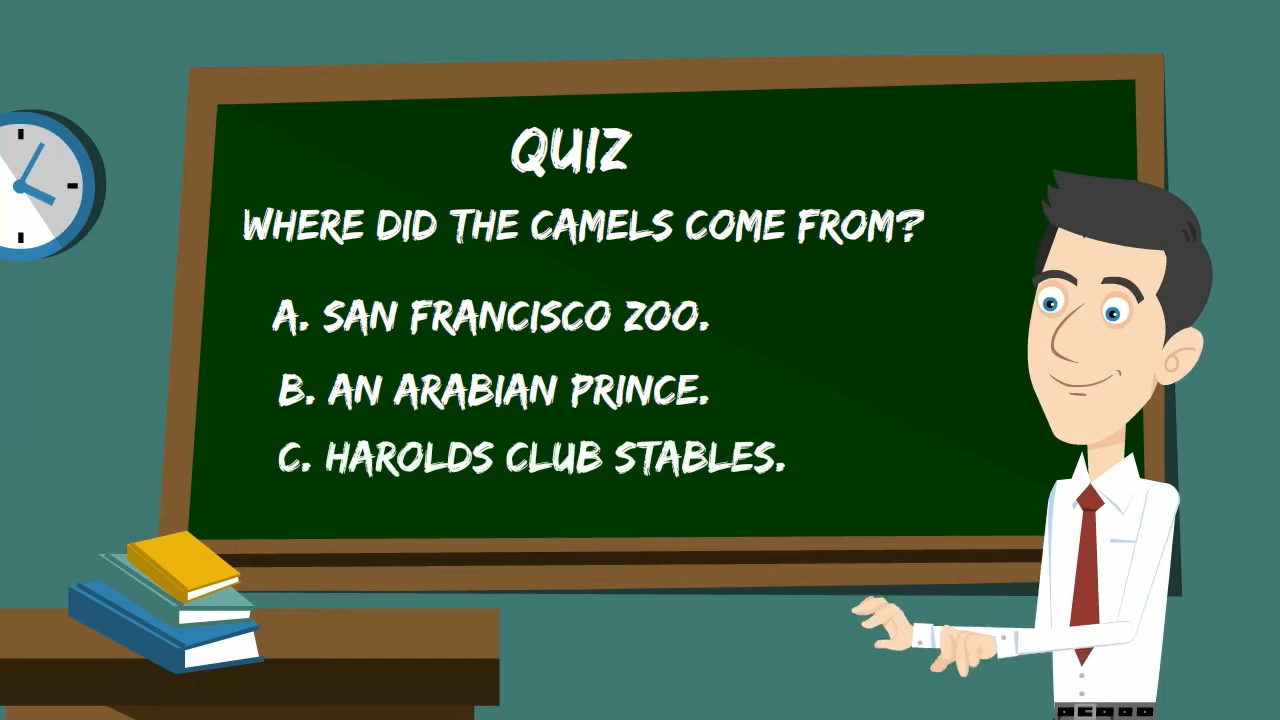 QUIZ
WHERE DID THE CAMELS COME FROM?
A. SAN FRANCISCO ZOO.
B. AN ARABIAN PRINCE.
C. HAROLDS CLUB STABLES.